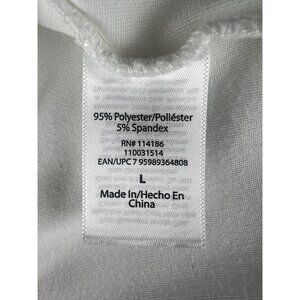 95% Polyester/Poliéster
5% Spandex
RN# 114186
110031514
EAN/UPC 7 95989364808
L
Made In/Hecho En
China